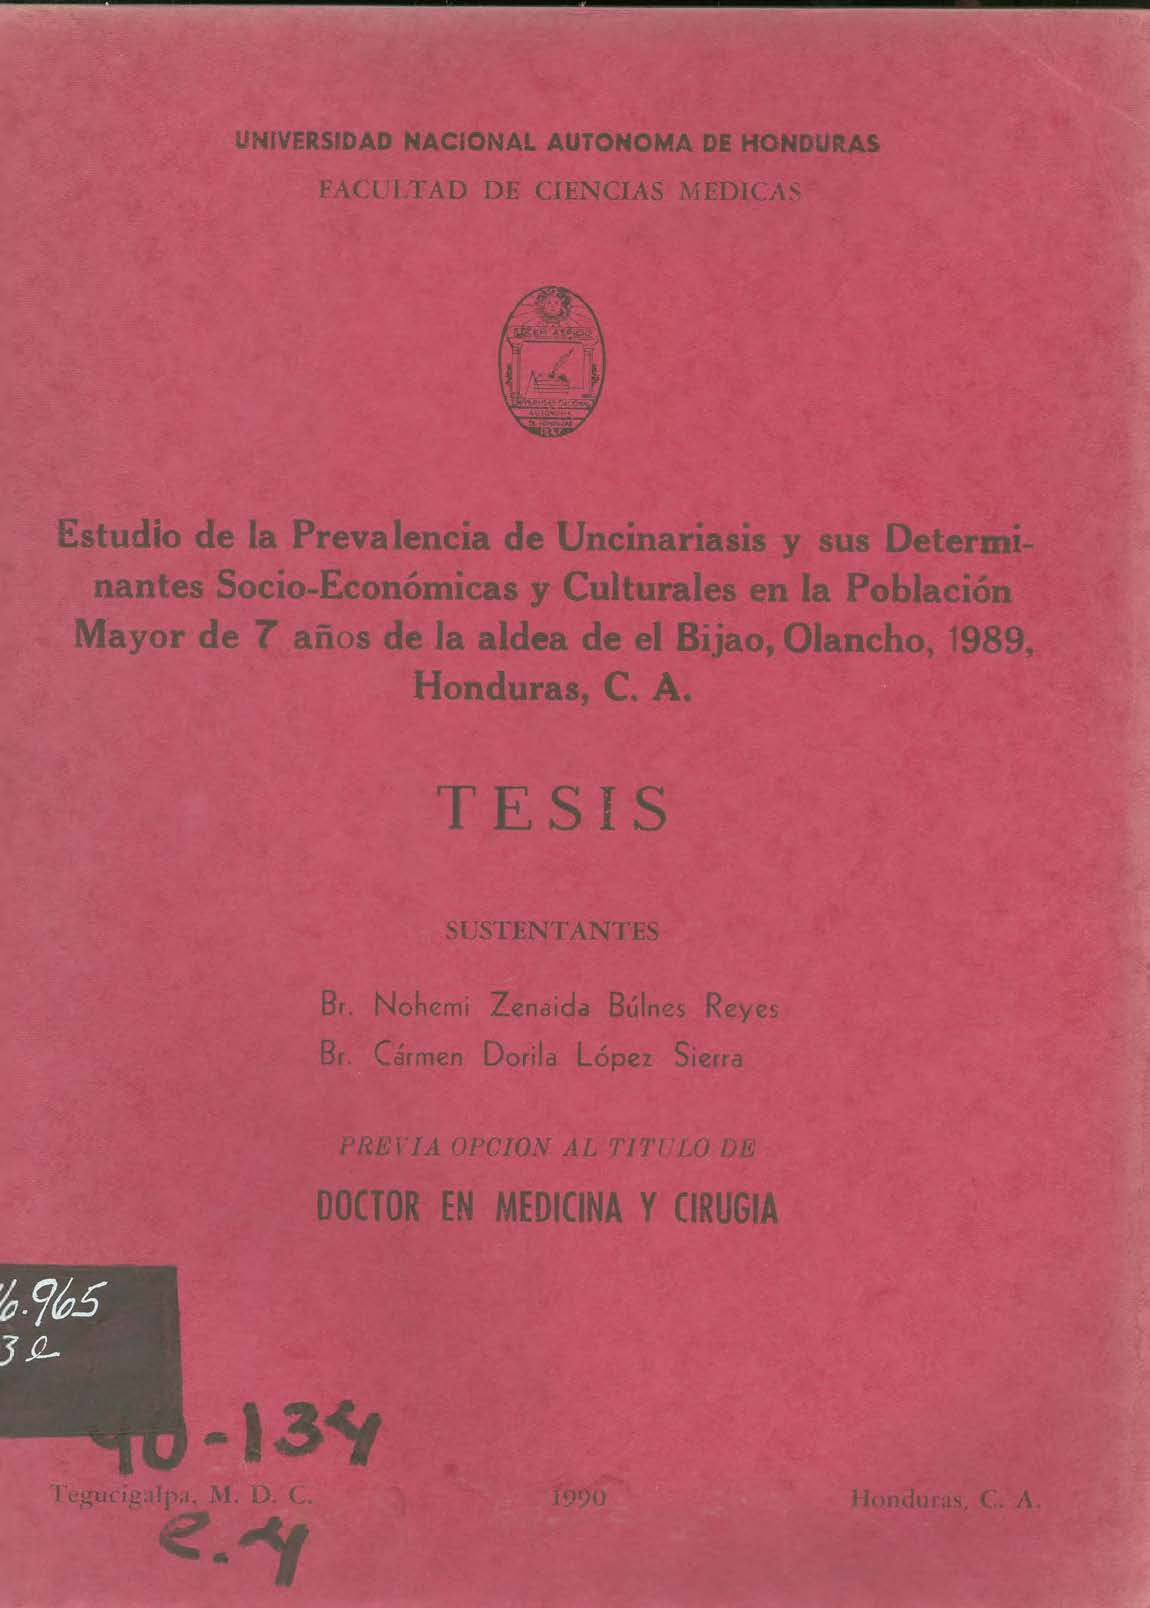 UNIVERSIDAD NACIONAL AUTONOMA DE HONDURAS
FACULTAD DE CIENCIAS MEDICAS
Estudio de la Prevalencia de Uncinariasis y sus Determi-
nantes Socio-Económicas y Culturales en la Población
Mayor de 7 años de la aldea de el Bijao, Olancho, 1989,
Honduras, C. A.
TESIS
SUSTENTANTES
Br. Nohemi Zenaida Búlnes Reyes
Br. Cármen Dorila López Sierra
PREVIA OPCION AL TITULO DE
DOCTOR EN MEDICINA Y CIRUGIA
6.965
3e
90-134
Tegucigalpa, M. D. C. 1990 Honduras, C. A.
e.4